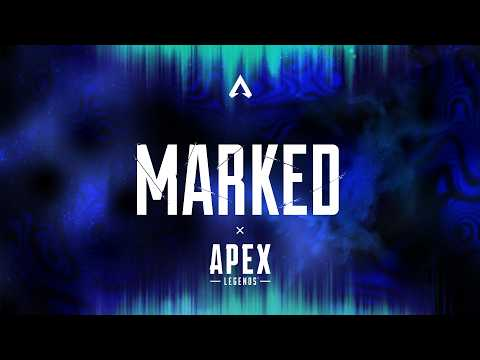 MARKED
×
APEX
LEGENDS